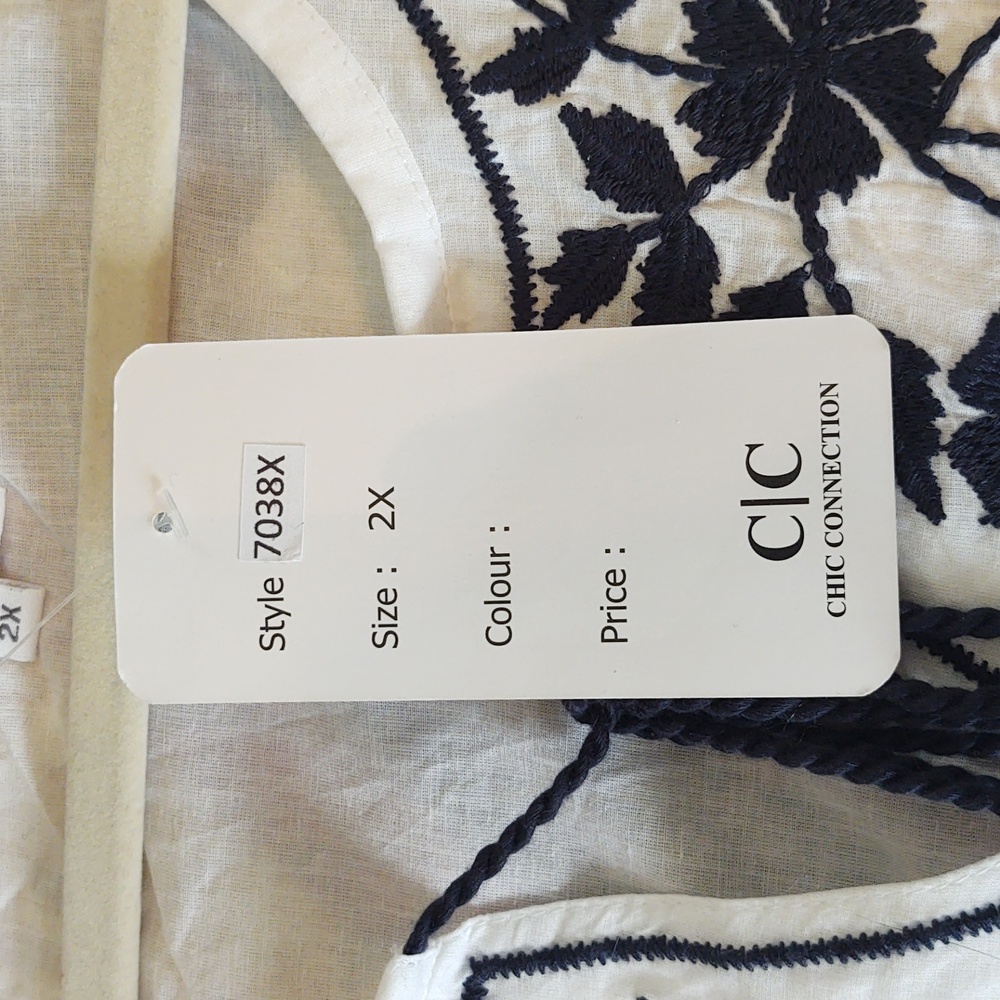 Style 7038X
Size : 2X
Colour :
Price :
C|C
CHIC CONNECTION
2X